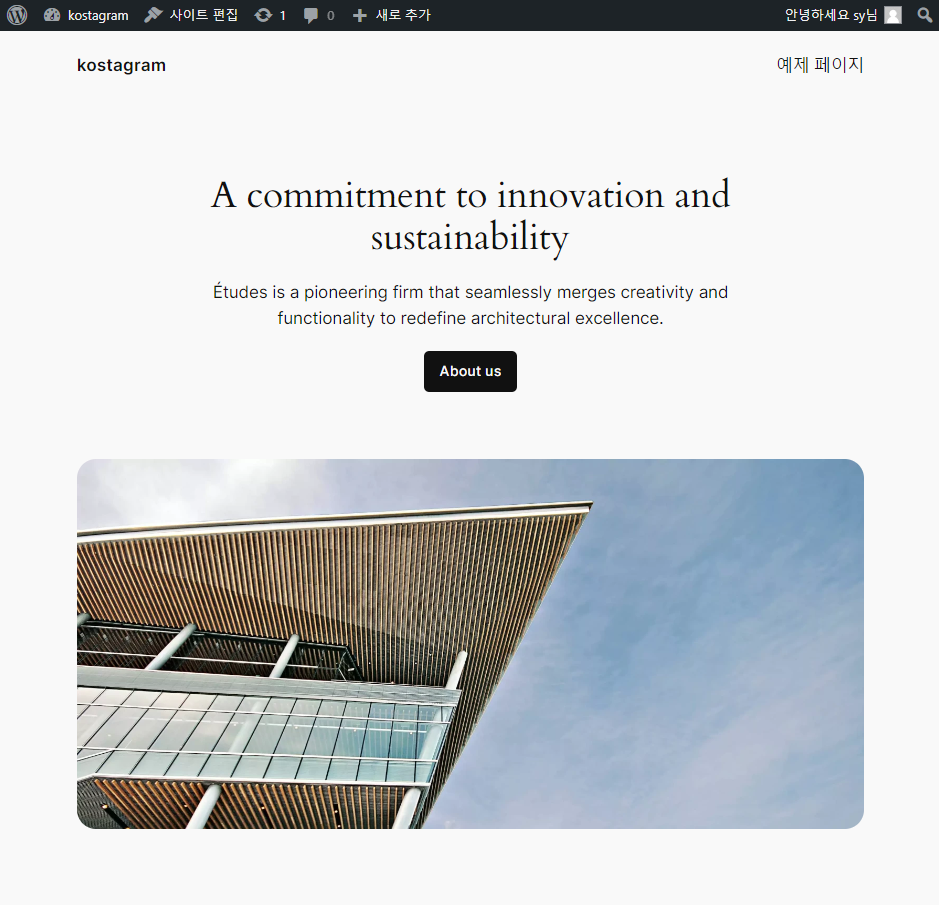 kostagram 사이트 편집 1 0 새로 추가 안녕하세요 sy님
kostagram 예제 페이지
A commitment to innovation and
sustainability
Études is a pioneering firm that seamlessly merges creativity and
functionality to redefine architectural excellence.
About us